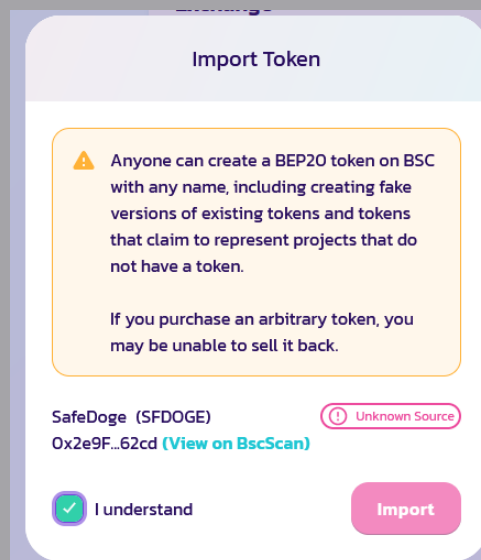 Exchange
Import Token
Anyone can create a BEP20 token on BSC
with any name, including creating fake
versions of existing tokens and tokens
that claim to represent projects that do
not have a token.
If you purchase an arbitrary token, you
may be unable to sell it back.
SafeDoge (SFDOGE)
Unknown Source
0x2e9F...62cd (View on BscScan)
I understand
Import